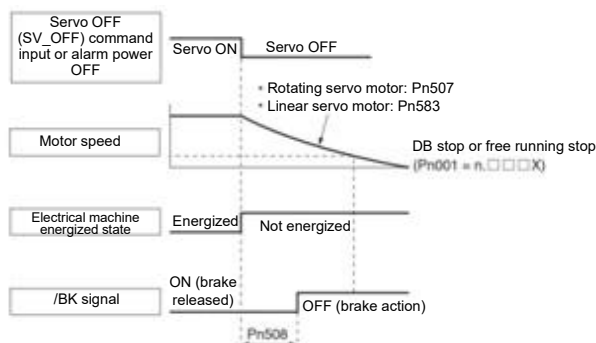 Servo OFF
(SV_OFF) command
input or alarm power
OFF
Servo ON
Servo OFF
• Rotating servo motor: Pn507
• Linear servo motor: Pn583
Motor speed
DB stop or free running stop
(Pn001 = n.□□□X)
Electrical machine
energized state
Energized
Not energized
/BK signal
ON (brake
released)
OFF (brake action)
Pn508